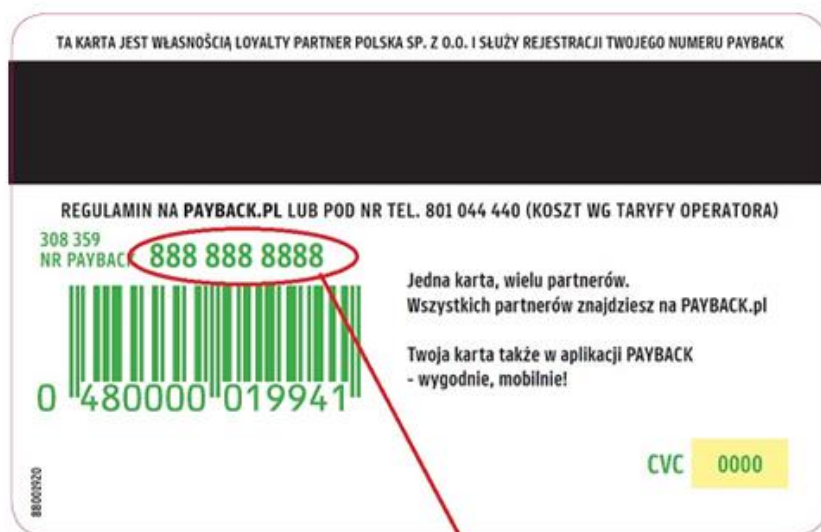 TA KARTA JEST WŁASNOŚCIĄ LOYALTY PARTNER POLSKA SP. Z O.O. I SŁUŻY REJESTRACJI TWOJEGO NUMERU PAYBACK
REGULAMIN NA PAYBACK.PL LUB POD NR TEL. 801 044 440 (KOSZT WG TARYFY OPERATORA)
308 359
NR PAYBACK 888 888 8888
0 480000 019941
Jedna karta, wielu partnerów.
Wszystkich partnerów znajdziesz na PAYBACK.pl
Twoja karta także w aplikacji PAYBACK
- wygodnie, mobilnie!
CVC 0000